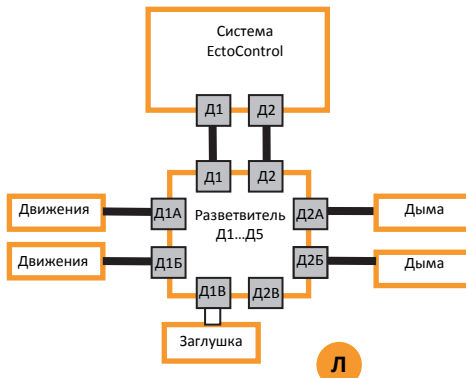 Система
EctoControl
Д1
Д2
Д1
Д2
Движения
Д1А
Разветвитель
Д1...Д5
Д2А
Дыма
Движения
Д1Б
Д2Б
Дыма
Д1В
Д2В
Заглушка
Л